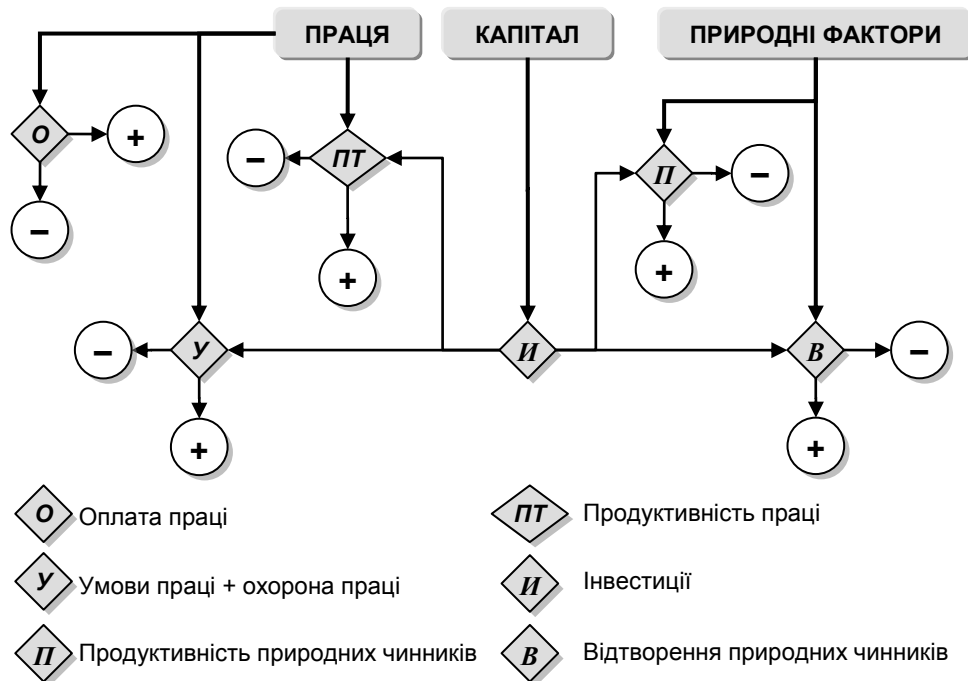 ПРАЦЯ КАПІТАЛ ПРИРОДНІ ФАКТОРИ
О + − ПТ П −
− + +
− У И В −
+ +
О Оплата праці ПТ Продуктивність праці
У Умови праці + охорона праці И Інвестиції
П Продуктивність природних чинників В Відтворення природних чинників